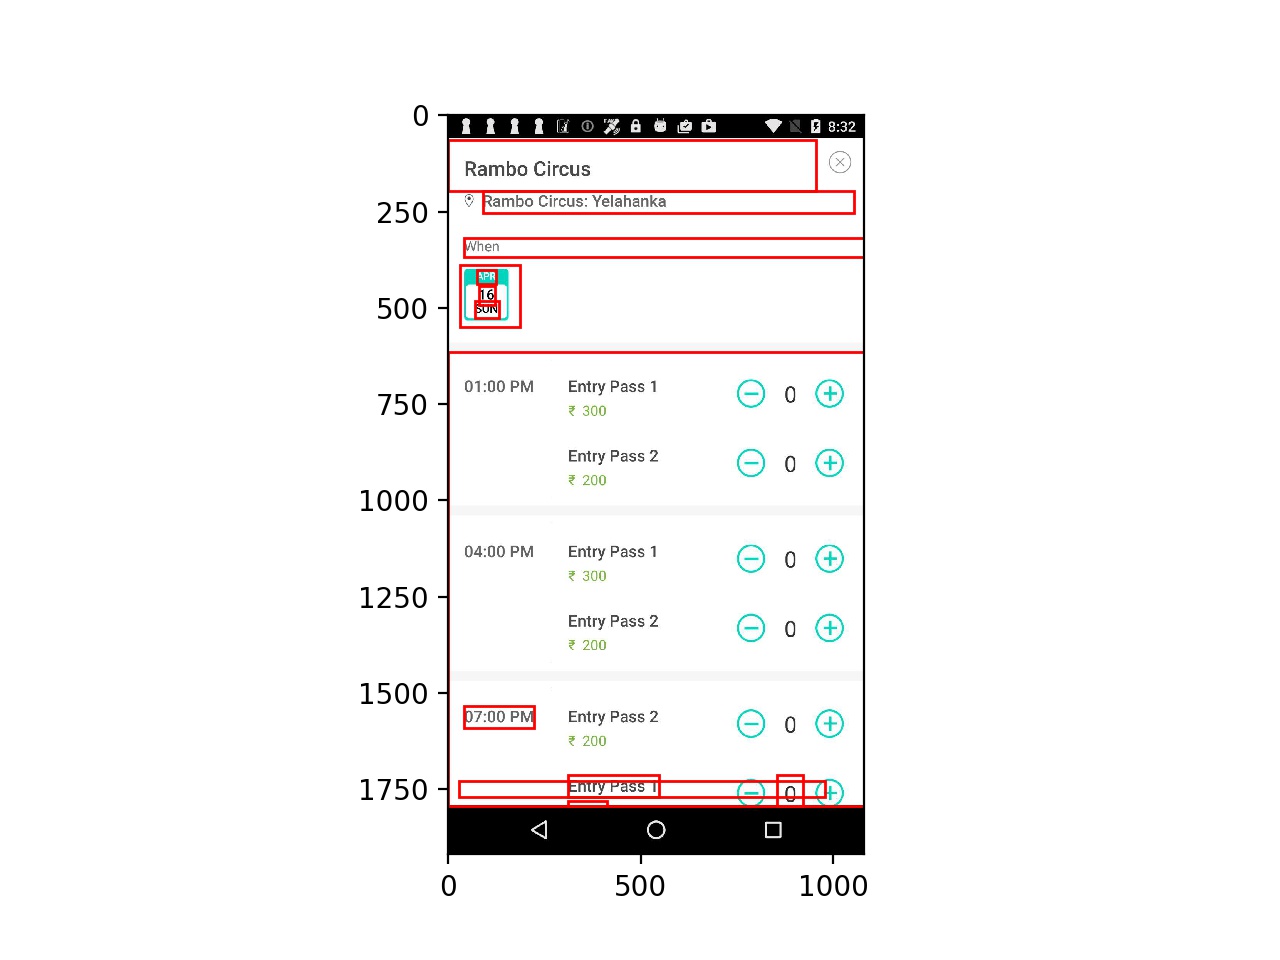 0
8:32
Rambo Circus
250
Rambo Circus: Yelahanka
When
APR
16
500
SUN
01:00 PM Entry Pass 1 0
750
₹ 300
Entry Pass 2 0
₹ 200
1000
04:00 PM Entry Pass 1 0
₹ 300
1250
Entry Pass 2 0
₹ 200
1500
07:00 PM Entry Pass 2 0
₹ 200
1750
Entry Pass 1 0
0 500 1000